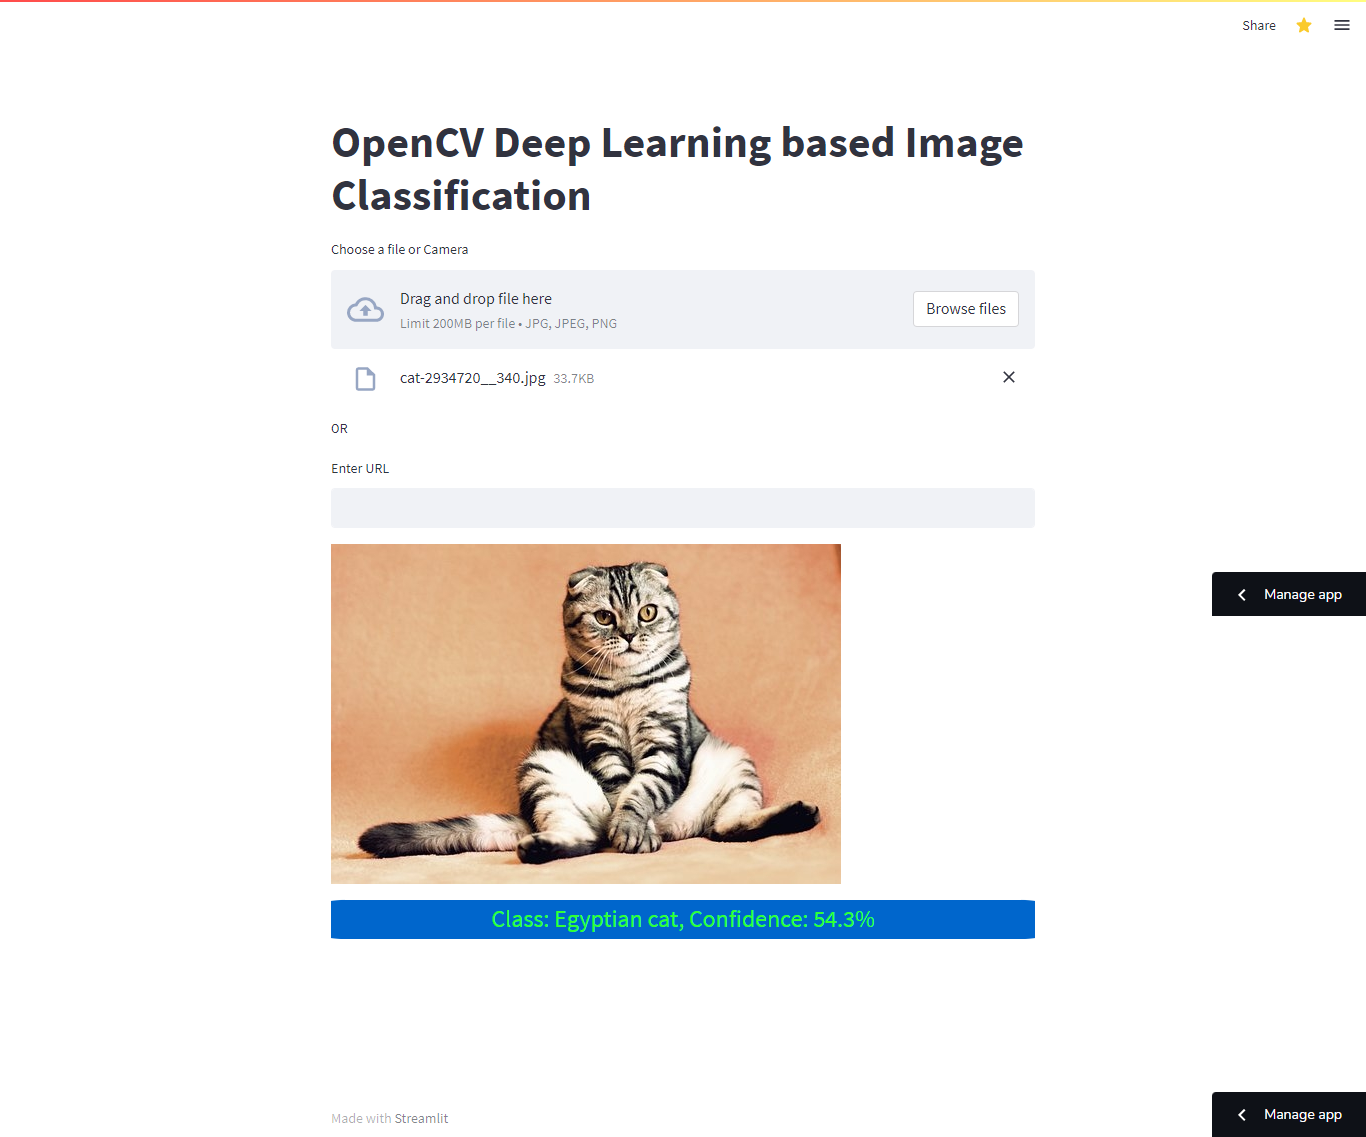 Share
OpenCV Deep Learning based Image
Classification
Choose a file or Camera
Drag and drop file here
Limit 200MB per file • JPG, JPEG, PNG
Browse files
cat-2934720__340.jpg 33.7KB
OR
Enter URL
Manage app
Class: Egyptian cat, Confidence: 54.3%
Made with Streamlit
Manage app